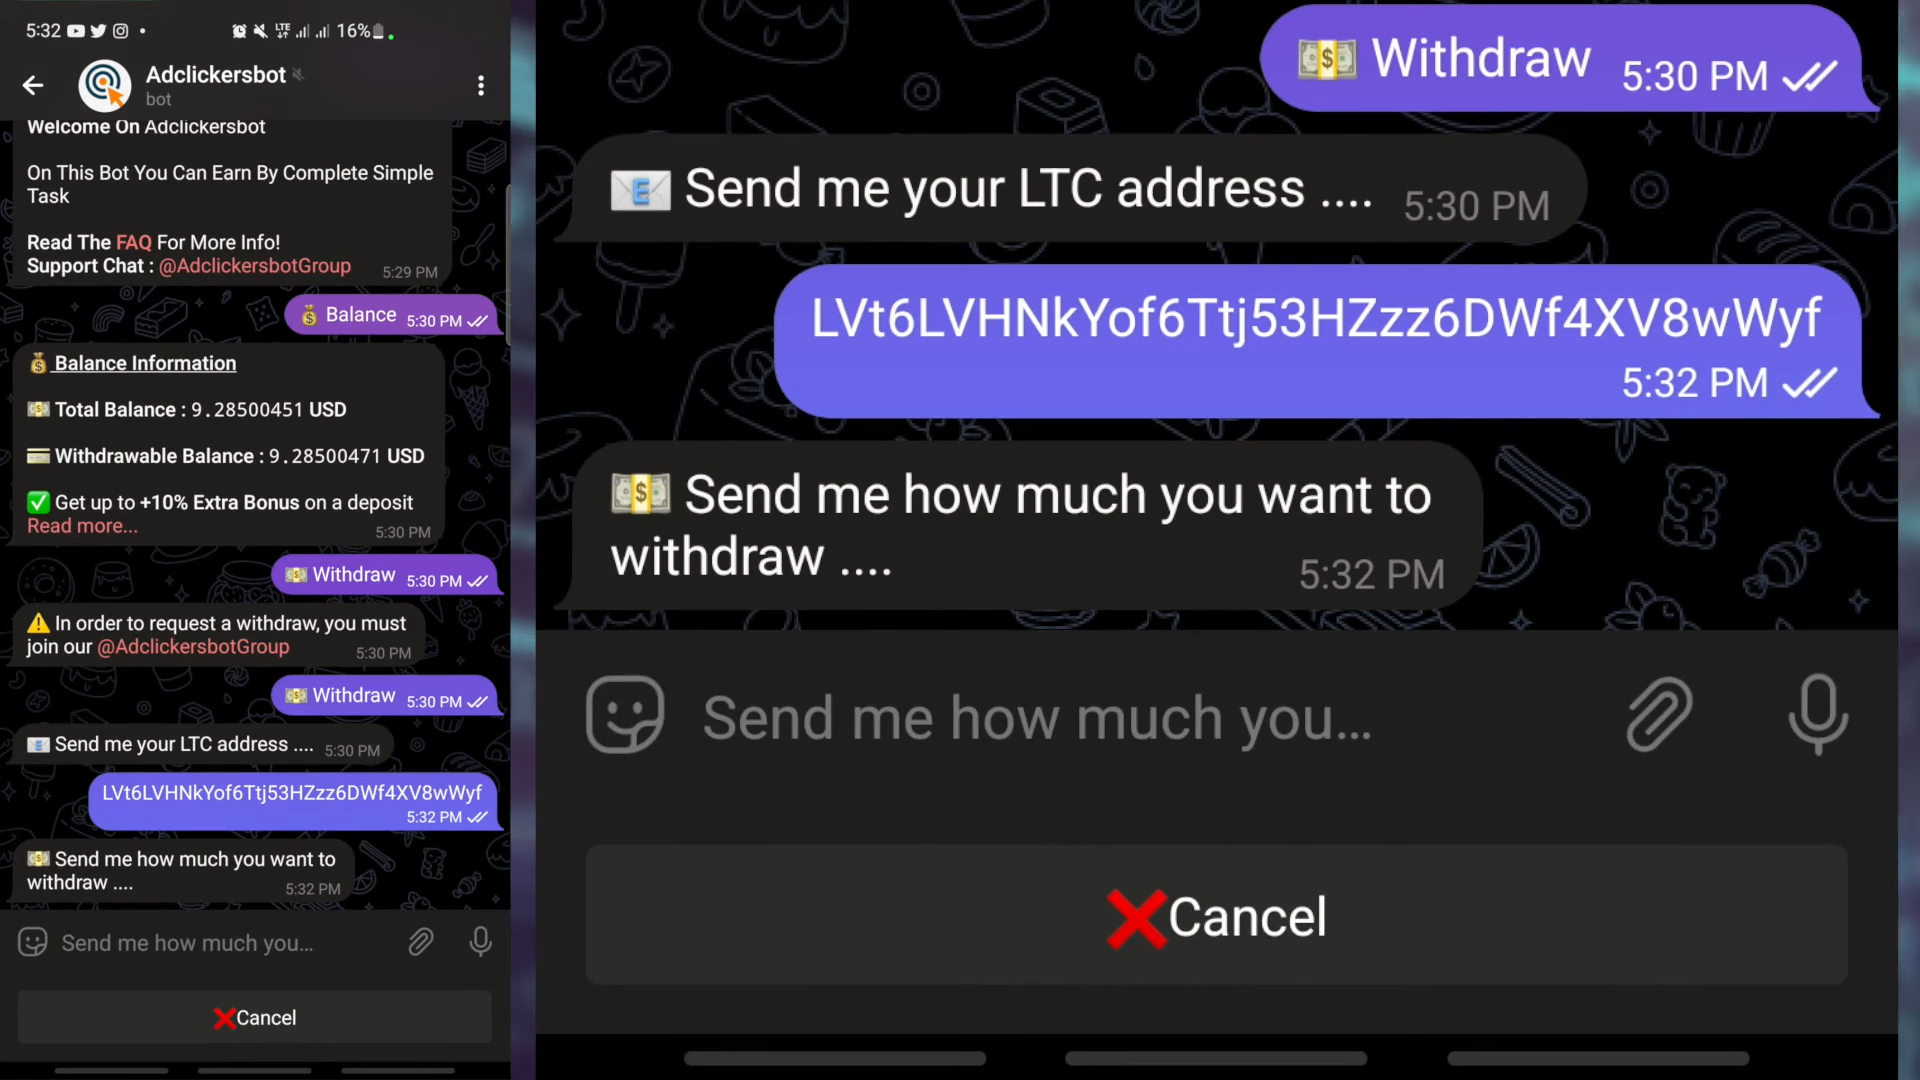 5:32
LTE
16%
Adclickersbot
bot
Welcome On Adclickersbot
On This Bot You Can Earn By Complete Simple
Task
Read The FAQ For More Info!
Support Chat : @AdclickersbotGroup 5:29 PM
💰 Balance 5:30 PM
💰 Balance Information
💵 Total Balance : 9.28500451 USD
💳 Withdrawable Balance : 9.28500471 USD
✅ Get up to +10% Extra Bonus on a deposit
Read more... 5:30 PM
💵 Withdraw 5:30 PM
⚠️ In order to request a withdraw, you must
join our @AdclickersbotGroup 5:30 PM
💵 Withdraw 5:30 PM
📧 Send me your LTC address .... 5:30 PM
LVt6LVHNkYof6Ttj53HZzz6DWf4XV8wWyf
5:32 PM
💵 Send me how much you want to
withdraw .... 5:32 PM
Send me how much you...
❌Cancel
💵 Withdraw 5:30 PM
📧 Send me your LTC address .... 5:30 PM
LVt6LVHNkYof6Ttj53HZzz6DWf4XV8wWyf
5:32 PM
💵 Send me how much you want to
withdraw .... 5:32 PM
Send me how much you...
❌Cancel